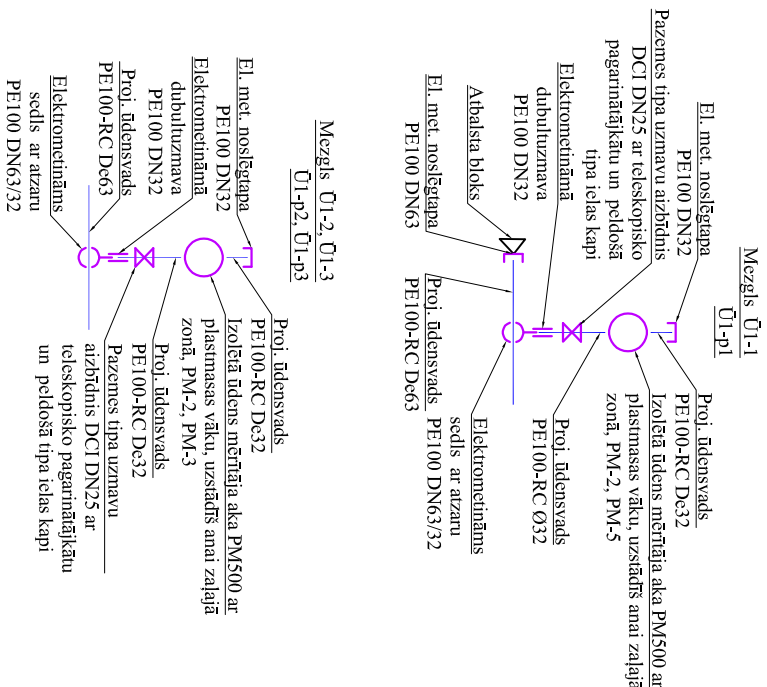 Mezgls Ū1-1
Ū1-p1
El. met. noslēgtapa
PE100 DN32
Pazemes tipa uzmavu aizbīdnis
DCI DN25 ar teleskopisko
pagarinātājkātu un peldošā
tipa ielas kapi
Elektrometināmā
dubultuzmava
PE100 DN32
Atbalsta bloks
El. met. noslēgtapa
PE100 DN63
Proj. ūdensvads
PE100-RC De32
Izolētā ūdens mērītāja aka PM500 ar
plastmasas vāku, uzstādīš anai zaļajā
zonā, PM-2, PM-5
Proj. ūdensvads
PE100-RC Ø32
Elektrometināms
sedls ar atzaru
PE100 DN63/32
Proj. ūdensvads
PE100-RC De63
Mezgls Ū1-2, Ū1-3
Ū1-p2, Ū1-p3
El. met. noslēgtapa
PE100 DN32
Elektrometināmā
dubultuzmava
PE100 DN32
Proj. ūdensvads
PE100-RC De63
Elektrometināms
sedls ar atzaru
PE100 DN63/32
Proj. ūdensvads
PE100-RC De32
Izolētā ūdens mērītāja aka PM500 ar
plastmasas vāku, uzstādīš anai zaļajā
zonā, PM-2, PM-3
Proj. ūdensvads
PE100-RC De32
Pazemes tipa uzmavu
aizbīdnis DCI DN25 ar
teleskopisko pagarinātājkātu
un peldošā tipa ielas kapi